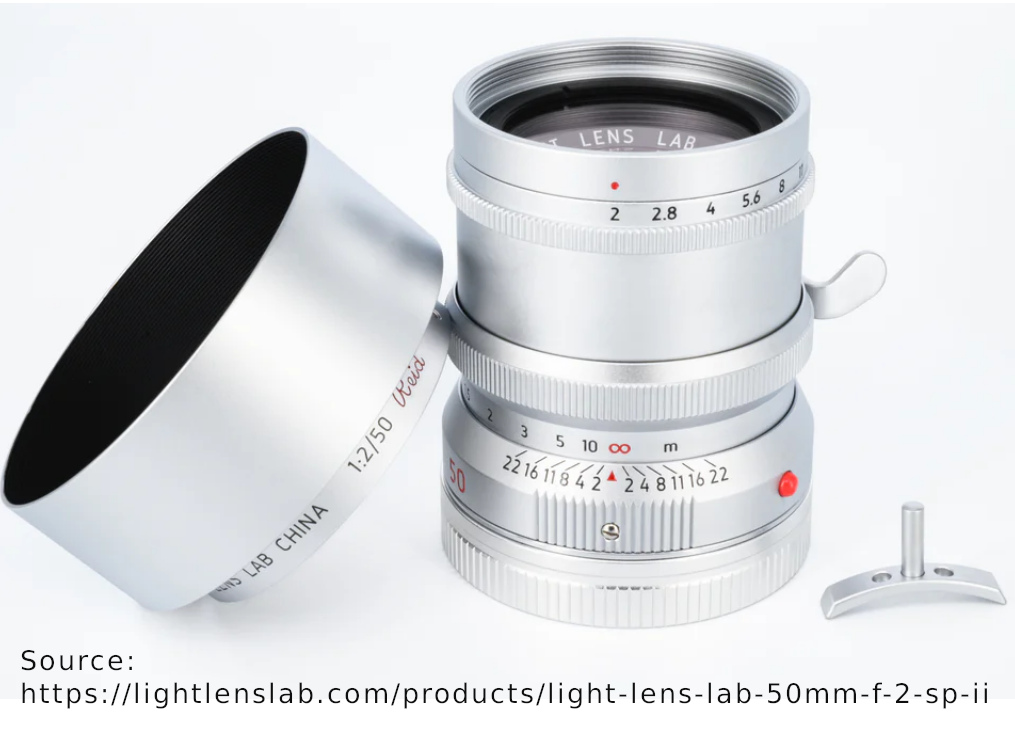 LENS LAB
2 2.8 4 5.6 8 11
2 3 5 10 ∞ m
22 16 11 8 4 2 2 4 8 11 16 22
50
Reid
1:2/50
LENS LAB CHINA
Source:
https://lightlenslab.com/products/light-lens-lab-50mm-f-2-sp-ii